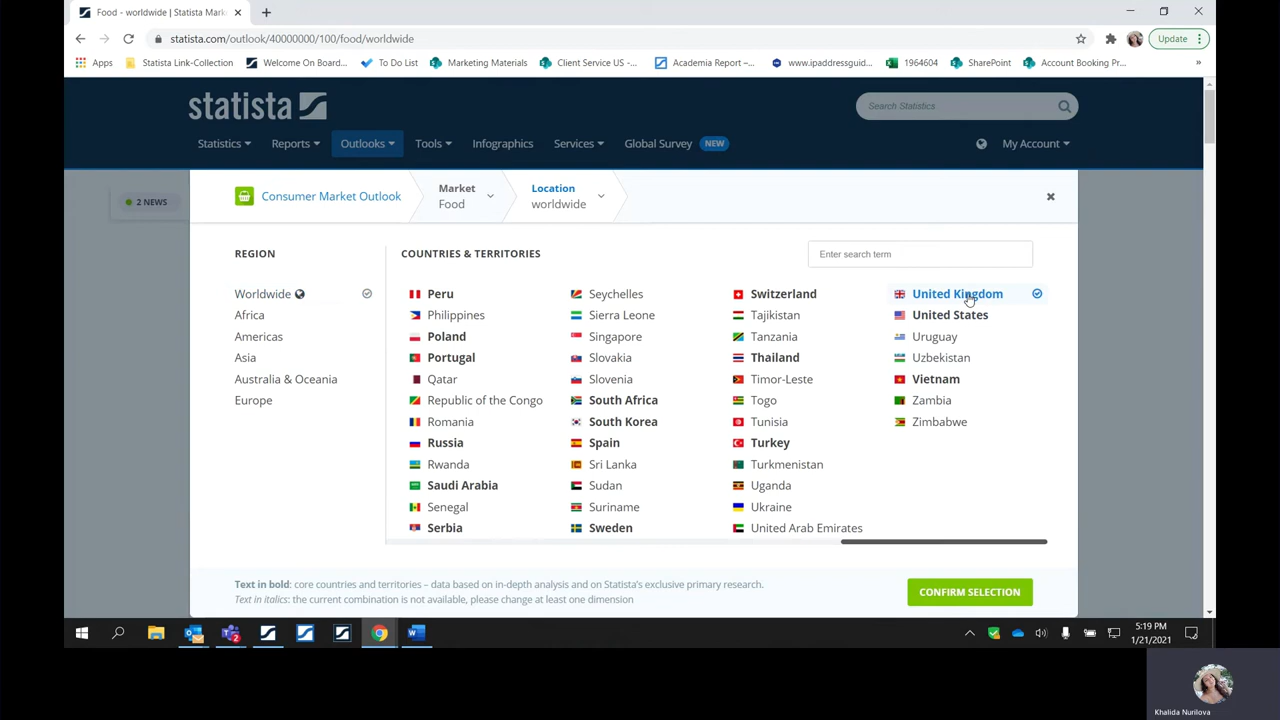 Food - worldwide | Statista Mark
statista.com/outlook/40000000/100/food/worldwide
Update
Apps
Statista Link-Collection
Welcome On Board...
To Do List
Marketing Materials
Client Service US -...
Academia Report –...
www.ipaddressguid...
1964604
SharePoint
Account Booking Pr...
»
statista
Search Statistics
Statistics
Reports
Outlooks
Tools
Infographics
Services
Global Survey NEW
My Account
2 NEWS
Consumer Market Outlook
Market
Food
Location
worldwide
REGION
Worldwide
Africa
Americas
Asia
Australia & Oceania
Europe
COUNTRIES & TERRITORIES
Enter search term
Peru
Philippines
Poland
Portugal
Qatar
Republic of the Congo
Romania
Russia
Rwanda
Saudi Arabia
Senegal
Serbia
Seychelles
Sierra Leone
Singapore
Slovakia
Slovenia
South Africa
South Korea
Spain
Sri Lanka
Sudan
Suriname
Sweden
Switzerland
Tajikistan
Tanzania
Thailand
Timor-Leste
Togo
Tunisia
Turkey
Turkmenistan
Uganda
Ukraine
United Arab Emirates
United Kingdom
United States
Uruguay
Uzbekistan
Vietnam
Zambia
Zimbabwe
Text in bold: core countries and territories – data based on in-depth analysis and on Statista's exclusive primary research.
Text in italics: the current combination is not available, please change at least one dimension
CONFIRM SELECTION
5:19 PM
1/21/2021
Khalida Nurilova